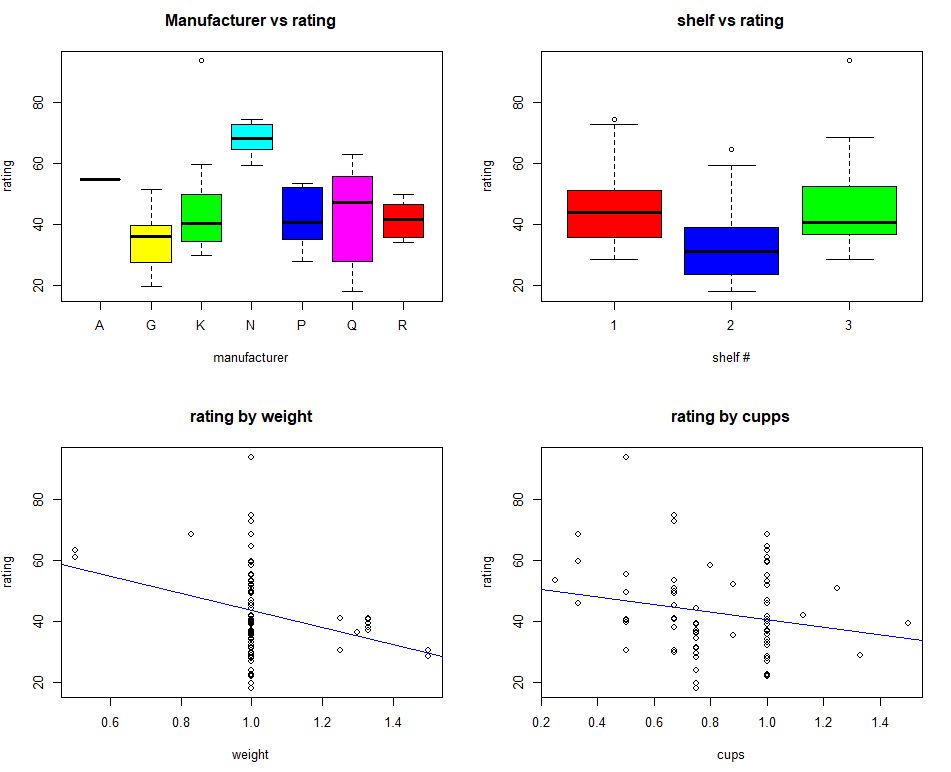 Manufacturer vs rating
rating
80
60
40
20
A G K N P Q R
manufacturer
shelf vs rating
rating
80
60
40
20
1 2 3
shelf #
rating by weight
rating
80
60
40
20
0.6 0.8 1.0 1.2 1.4
weight
rating by cupps
rating
80
60
40
20
0.2 0.4 0.6 0.8 1.0 1.2 1.4
cups